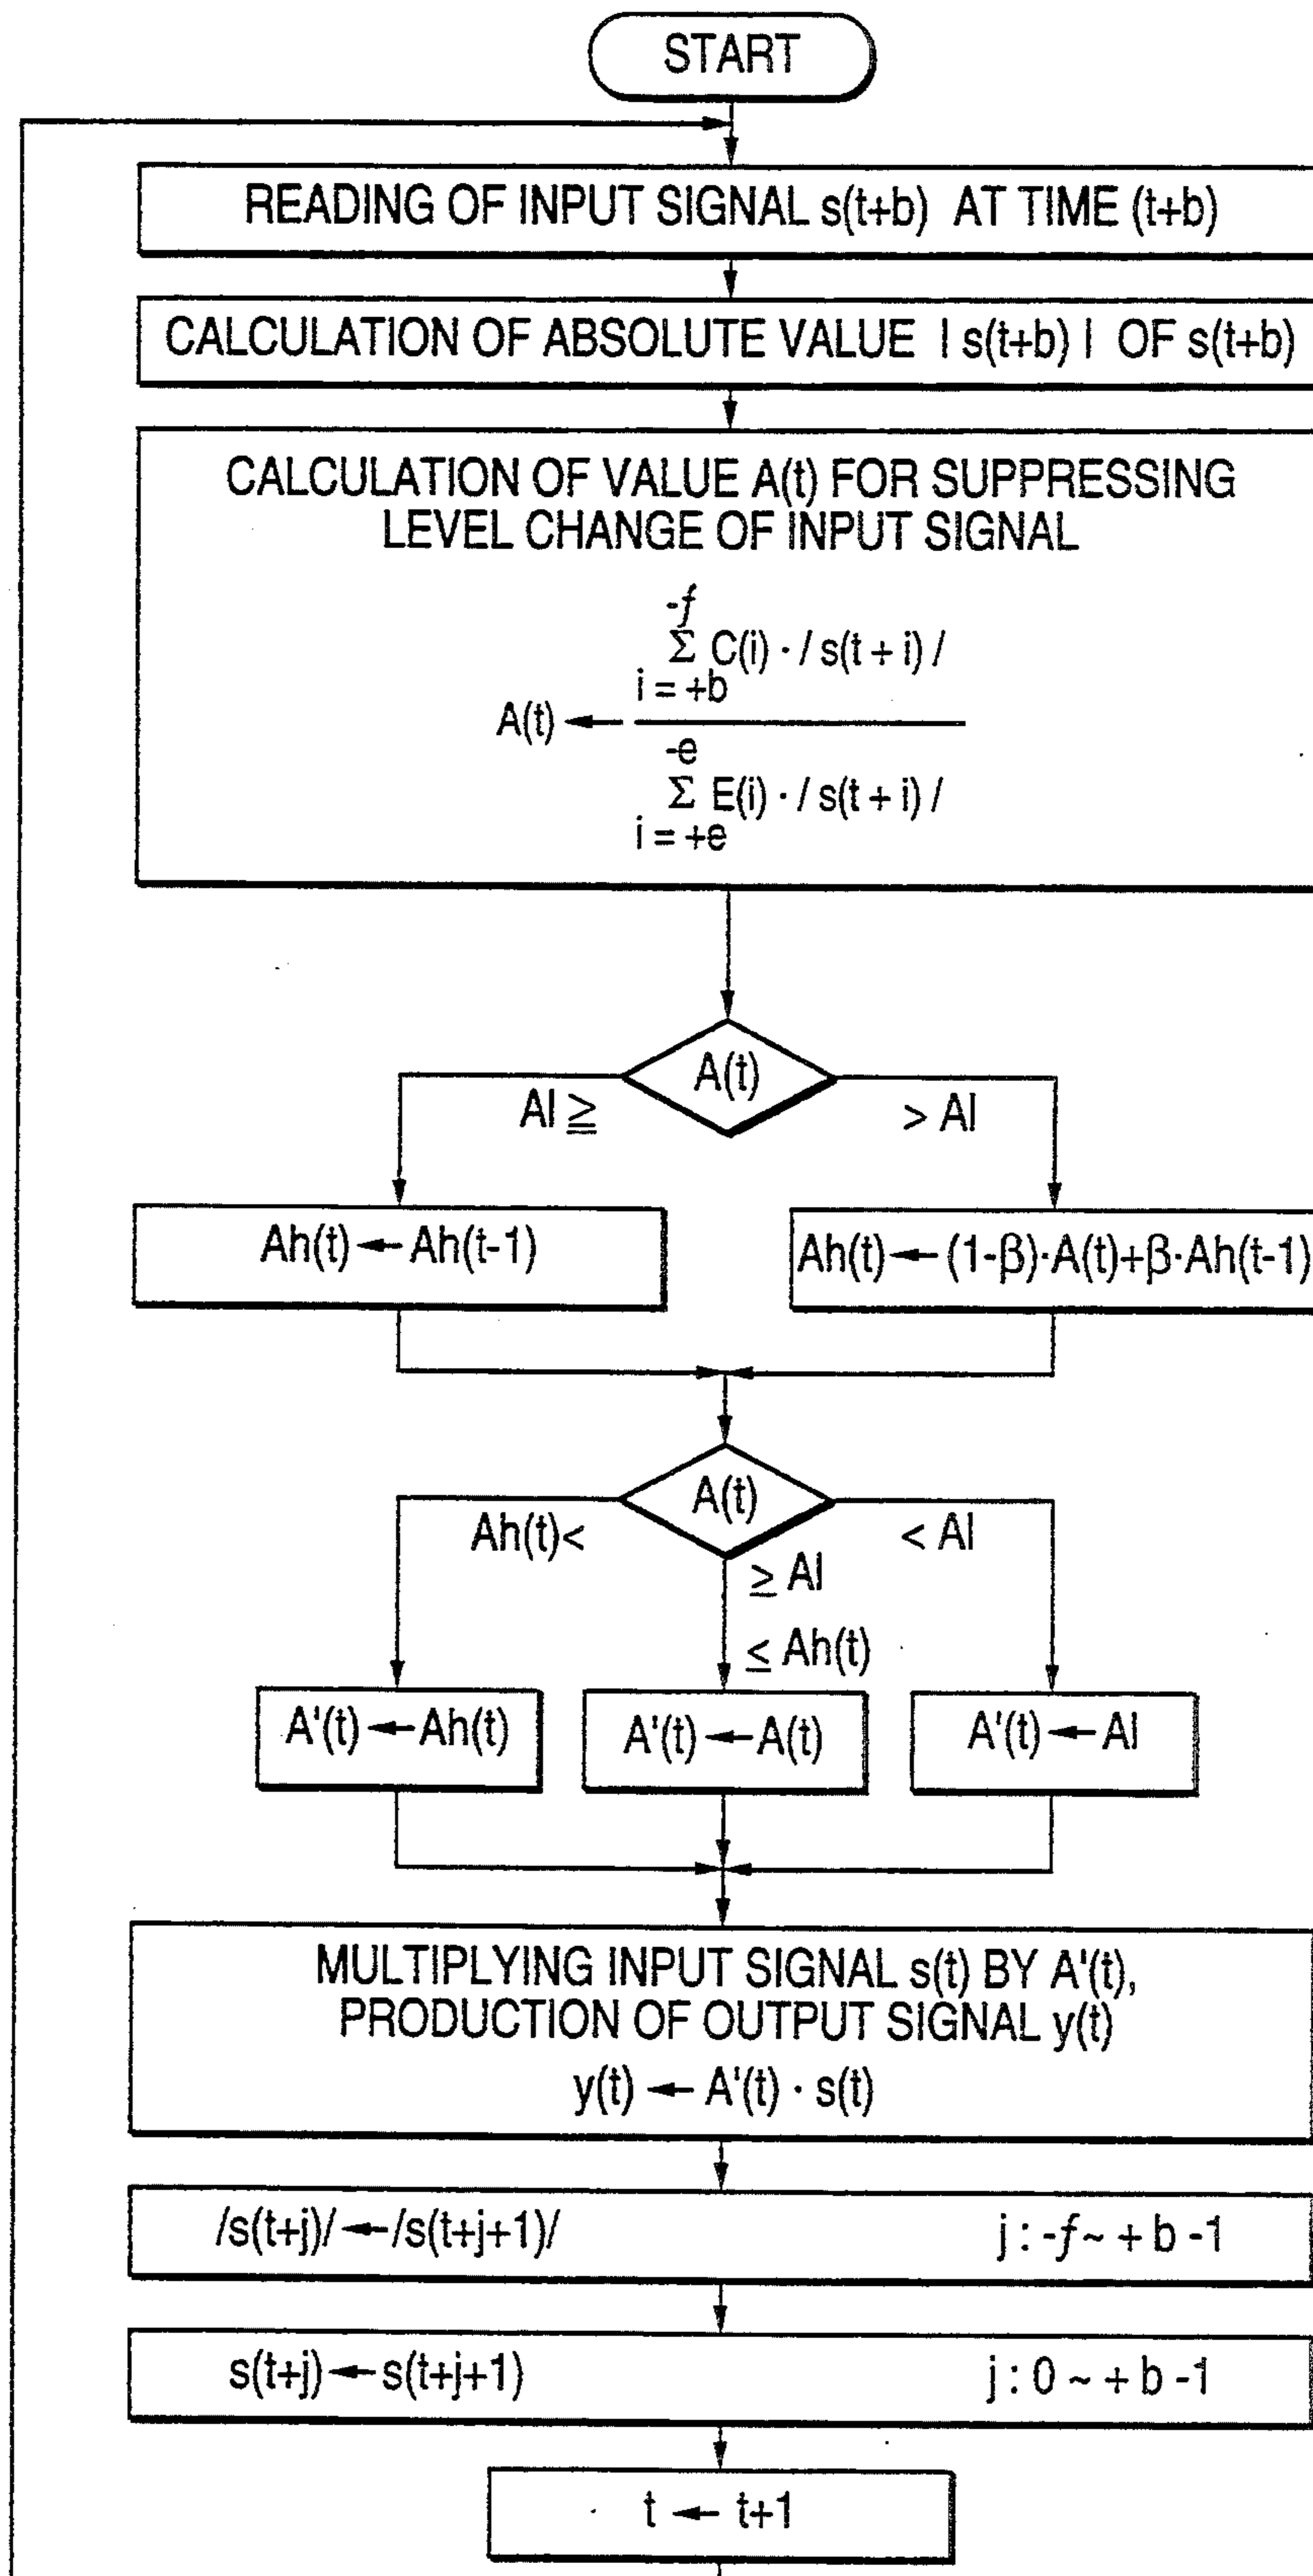 START
READING OF INPUT SIGNAL s(t+b) AT TIME (t+b)
CALCULATION OF ABSOLUTE VALUE | s(t+b) | OF s(t+b)
CALCULATION OF VALUE A(t) FOR SUPPRESSING
LEVEL CHANGE OF INPUT SIGNAL
-f
Σ C(i) · / s(t + i) /
i = +b
A(t) ←
-e
Σ E(i) · / s(t + i) /
i = +e
A(t)
Al ≧
> Al
Ah(t) ← Ah(t-1)
Ah(t) ← (1-β)·A(t)+β·Ah(t-1)
A(t)
Ah(t)<
< Al
≥ Al
≤ Ah(t)
A'(t) ← Ah(t)
A'(t) ← A(t)
A'(t) ← Al
MULTIPLYING INPUT SIGNAL s(t) BY A'(t),
PRODUCTION OF OUTPUT SIGNAL y(t)
y(t) ← A'(t) · s(t)
/s(t+j)/ ← /s(t+j+1)/ j : -f ~ + b -1
s(t+j) ← s(t+j+1) j : 0 ~ + b -1
t ← t+1